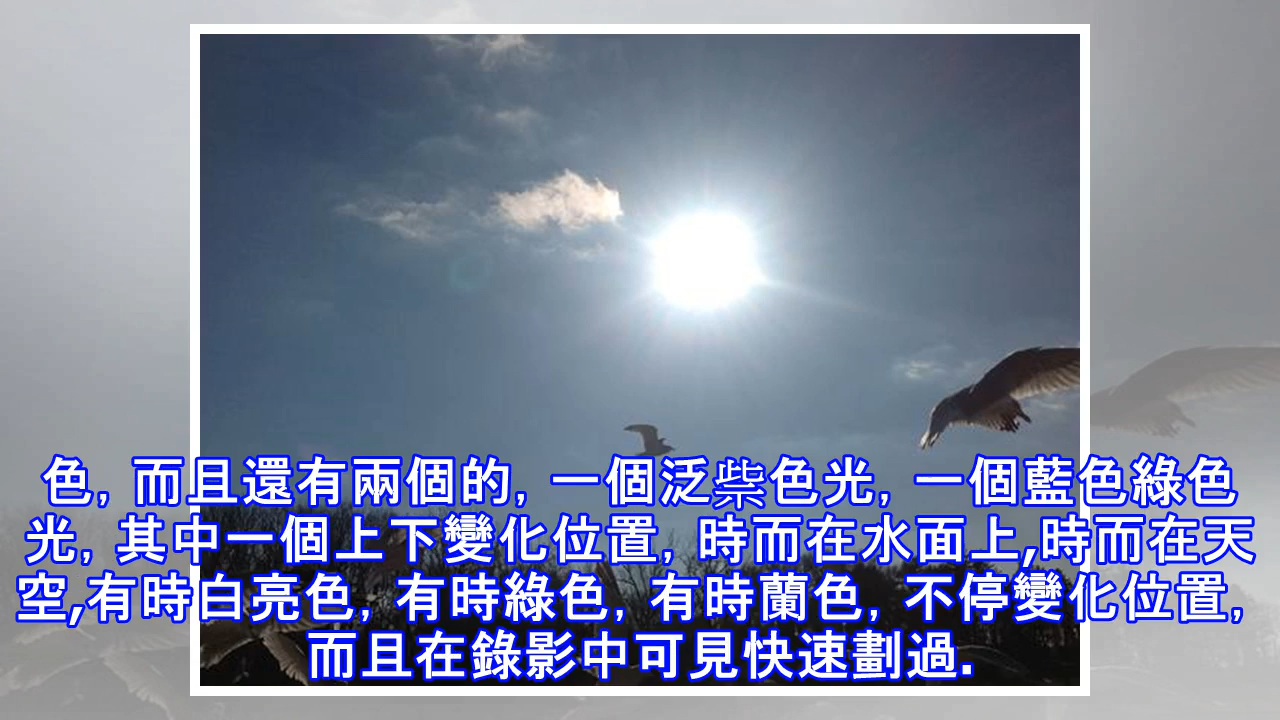 色, 而且還有兩個的, 一個泛柴色光, 一個藍色綠色
光, 其中一個上下變化位置, 時而在水面上,時而在天
空,有時白亮色, 有時綠色, 有時蘭色, 不停變化位置,
而且在錄影中可見快速劃過.